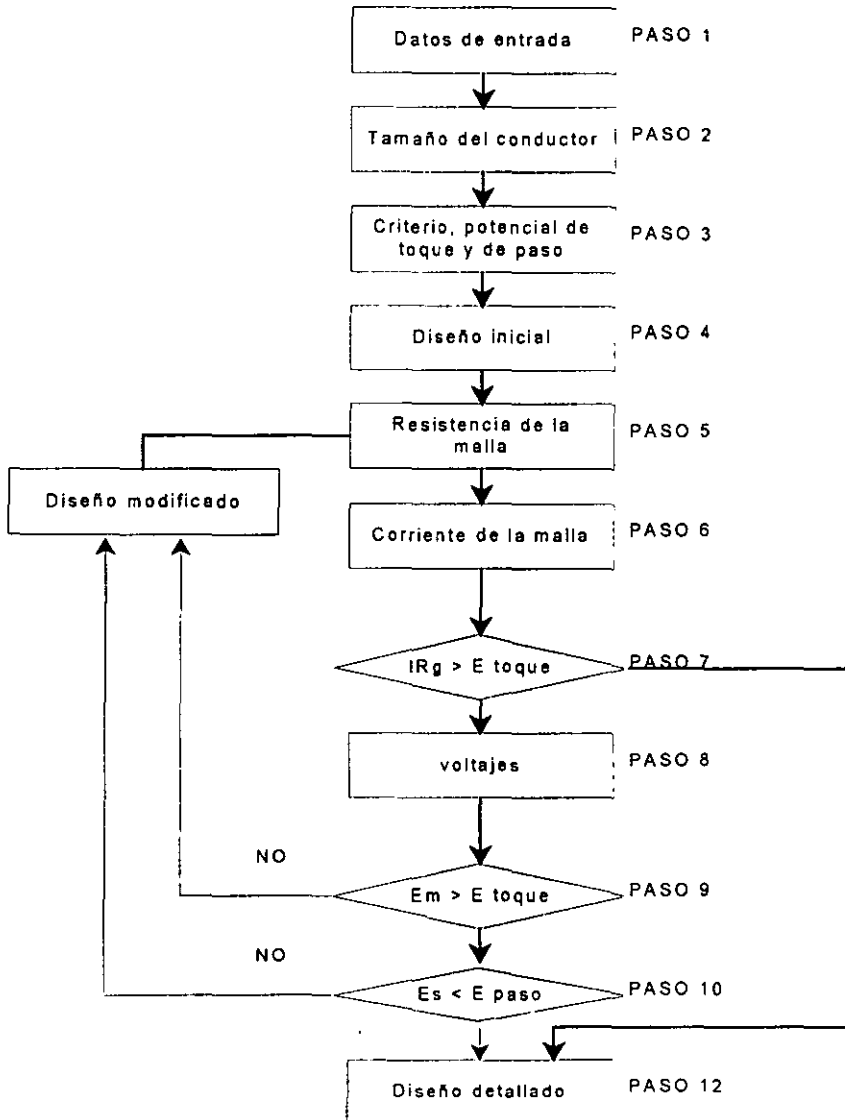 Datos de entrada PASO 1
Tamaño del conductor PASO 2
Criterio, potencial de
toque y de paso PASO 3
Diseño inicial PASO 4
Resistencia de la
malla PASO 5
Diseño modificado
Corriente de la malla PASO 6
IRg > E toque PASO 7
voltajes PASO 8
NO
Em > E toque PASO 9
NO
Es < E paso PASO 10
Diseño detallado PASO 12